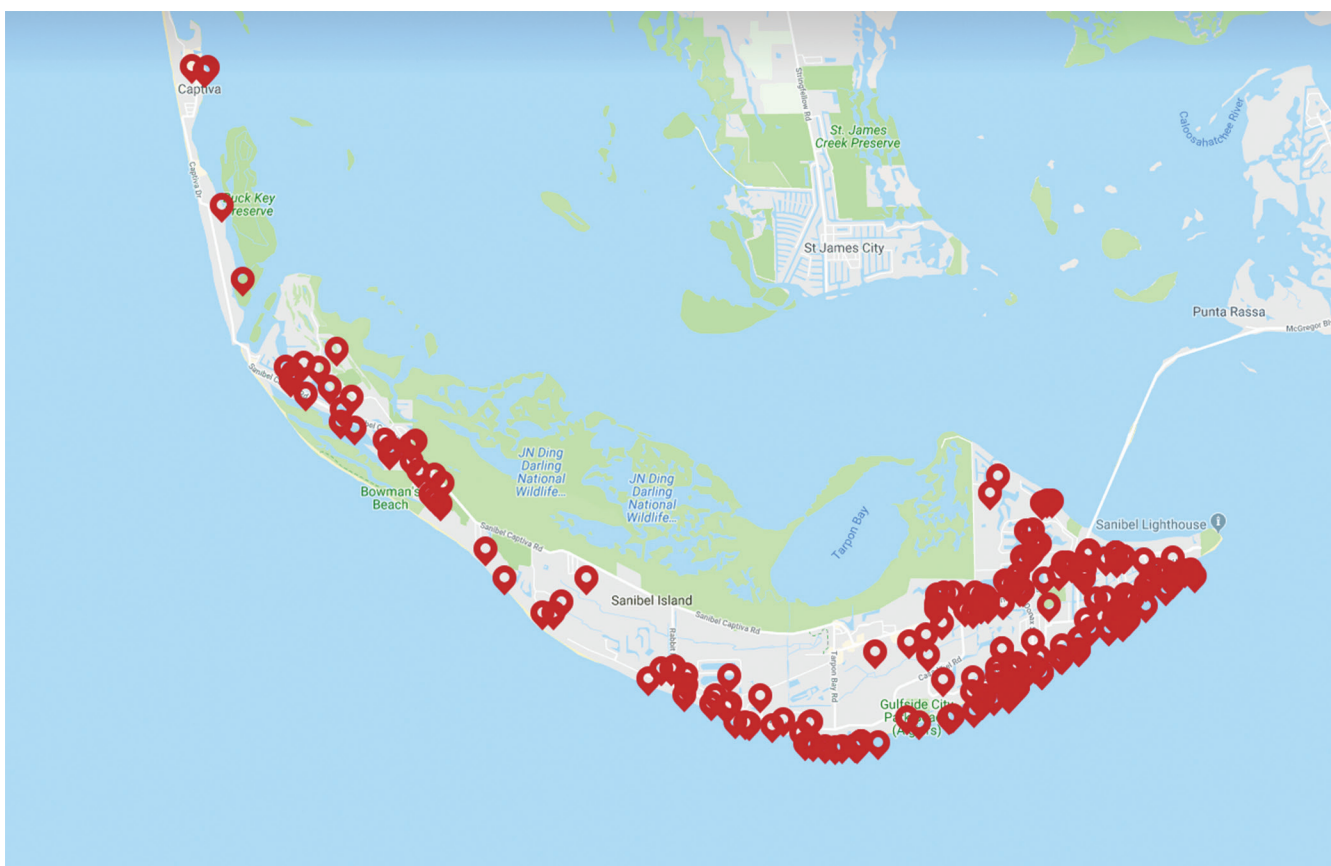 Captiva
Captiva Dr
Buck Key
Preserve
Stringfellow Rd
St. James
Creek Preserve
Caloosahatchee River
St James City
Punta Rassa
McGregor Bl
Sanibel C
Bowman's
Beach
JN Ding
Darling
National
Wildlife...
JN Ding
Darling
National
Wildlife...
Tarpon Bay
Sanibel Lighthouse
Sanibel Captiva Rd
Sanibel Island
Sanibel Captiva Rd
Rabbit
Tarpon Bay Rd
Donax
Gulfside City